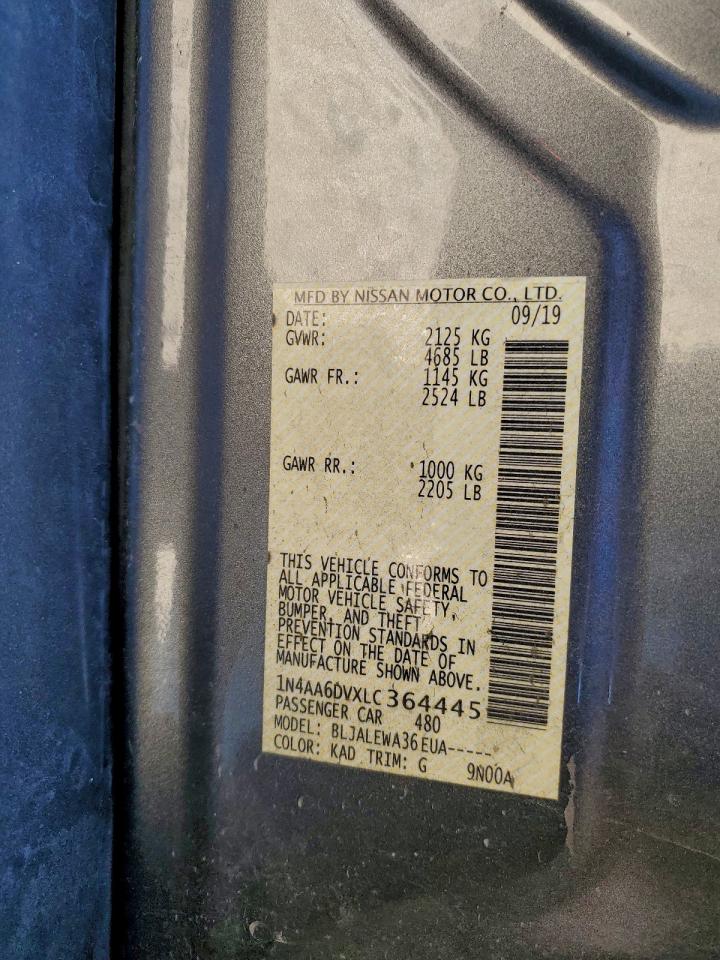 MFD BY NISSAN MOTOR CO., LTD.
DATE: 09/19
GVWR: 2125 KG
4685 LB
GAWR FR.: 1145 KG
2524 LB
GAWR RR.: 1000 KG
2205 LB
THIS VEHICLE CONFORMS TO
ALL APPLICABLE FEDERAL
MOTOR VEHICLE SAFETY,
BUMPER, AND THEFT
PREVENTION STANDARDS IN
EFFECT ON THE DATE OF
MANUFACTURE SHOWN ABOVE.
1N4AA6DVXLC364445
PASSENGER CAR 480
MODEL: BLJALEWA36EUA-----
COLOR: KAD TRIM: G 9N00A